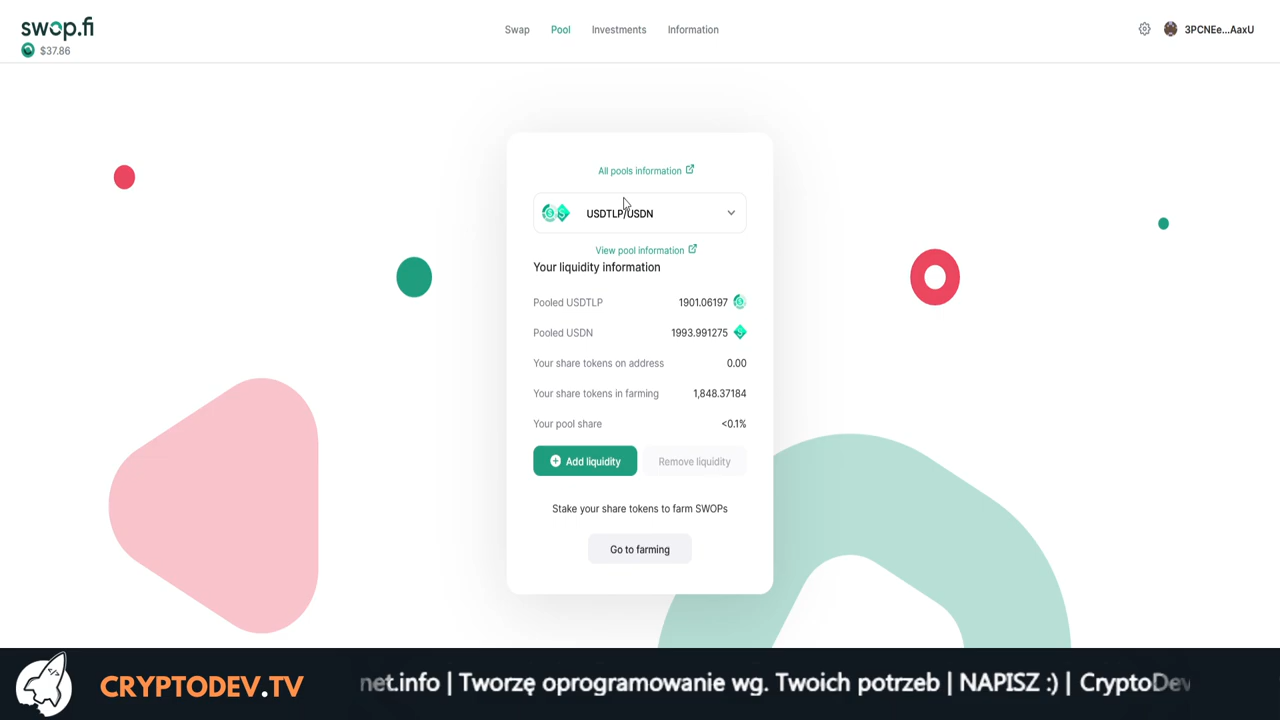 swop.fi
$37.86
Swap
Pool
Investments
Information
3PCNEe...AaxU
All pools information
USDTLP/USDN
View pool information
Your liquidity information
Pooled USDTLP 1901.06197
Pooled USDN 1993.991275
Your share tokens on address 0.00
Your share tokens in farming 1,848.37184
Your pool share <0.1%
Add liquidity
Remove liquidity
Stake your share tokens to farm SWOPs
Go to farming
CRYPTODEV.TV
net.info | Tworzę oprogramowanie wg. Twoich potrzeb | NAPISZ :) | CryptoDev